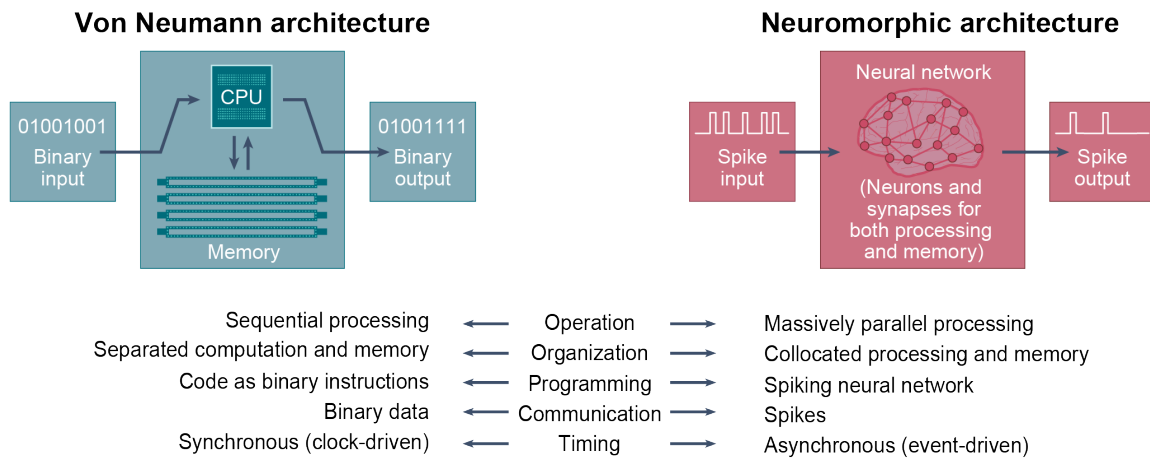 Von Neumann architecture
Neuromorphic architecture
CPU
01001001
Binary
input
01001111
Binary
output
Memory
Neural network
Spike
input
(Neurons and
synapses for
both processing
and memory)
Spike
output
Sequential processing
Operation
Massively parallel processing
Separated computation and memory
Organization
Collocated processing and memory
Code as binary instructions
Programming
Spiking neural network
Binary data
Communication
Spikes
Synchronous (clock-driven)
Timing
Asynchronous (event-driven)